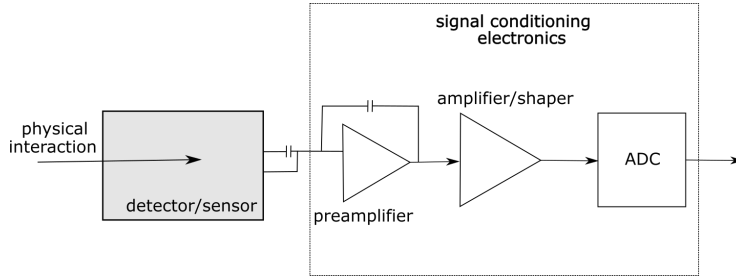 signal conditioning
electronics
physical
interaction
detector/sensor
preamplifier
amplifier/shaper
ADC